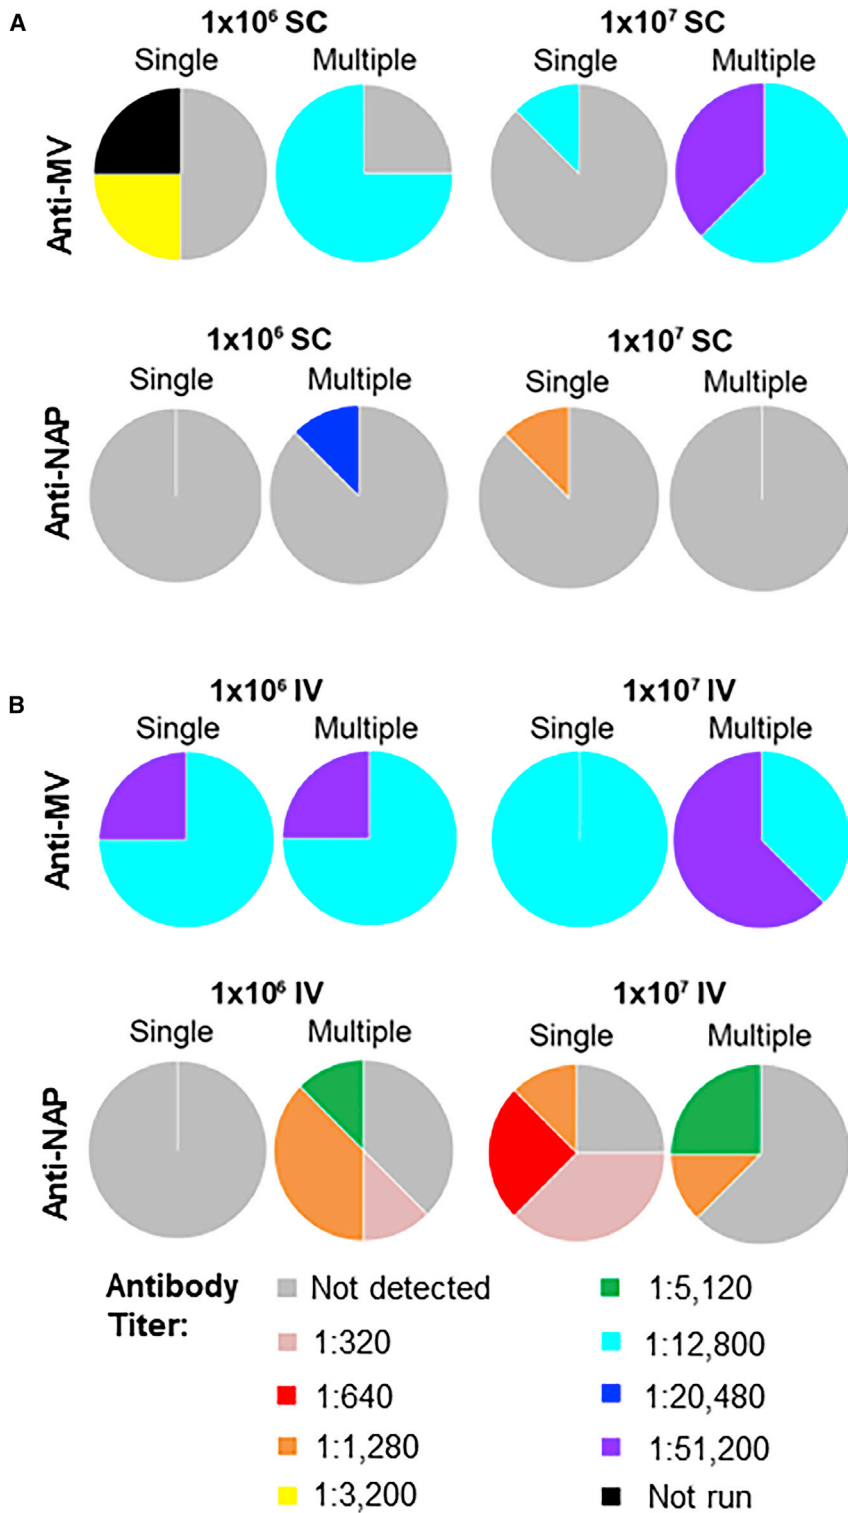 A
1x10⁶ SC 1x10⁷ SC
Single Multiple Single Multiple
Anti-MV
1x10⁶ SC 1x10⁷ SC
Single Multiple Single Multiple
Anti-NAP
B
1x10⁶ IV 1x10⁷ IV
Single Multiple Single Multiple
Anti-MV
1x10⁶ IV 1x10⁷ IV
Single Multiple Single Multiple
Anti-NAP
Antibody
Titer:
Not detected
1:320
1:640
1:1,280
1:3,200
1:5,120
1:12,800
1:20,480
1:51,200
Not run